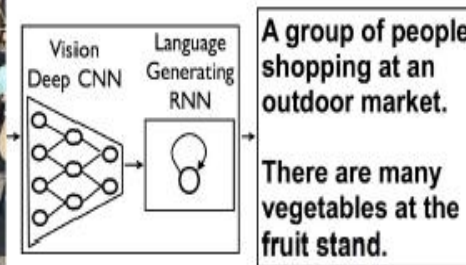 Vision
Deep CNN
Language
Generating
RNN
A group of people
shopping at an
outdoor market.
There are many
vegetables at the
fruit stand.